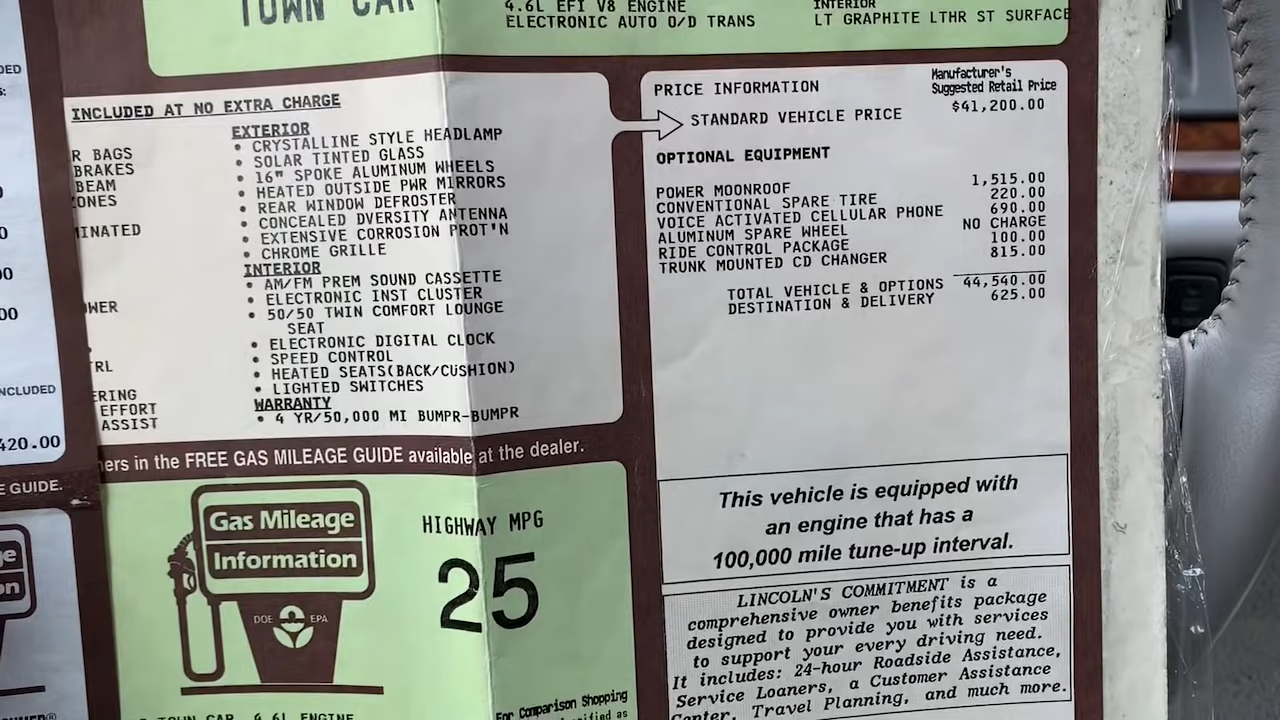 TOWN CAR
4.6L EFI V8 ENGINE
ELECTRONIC AUTO O/D TRANS
INTERIOR
LT GRAPHITE LTHR ST SURFACE
INCLUDED AT NO EXTRA CHARGE
R BAGS
BRAKES
BEAM
ZONES
MINATED
OWER
TRL
ERING
EFFORT
ASSIST
EXTERIOR
• CRYSTALLINE STYLE HEADLAMP
• SOLAR TINTED GLASS
• 16" SPOKE ALUMINUM WHEELS
• HEATED OUTSIDE PWR MIRRORS
• REAR WINDOW DEFROSTER
• CONCEALED DVERSITY ANTENNA
• EXTENSIVE CORROSION PROT'N
• CHROME GRILLE
INTERIOR
• AM/FM PREM SOUND CASSETTE
• ELECTRONIC INST CLUSTER
• 50/50 TWIN COMFORT LOUNGE
SEAT
• ELECTRONIC DIGITAL CLOCK
• SPEED CONTROL
• HEATED SEATS(BACK/CUSHION)
• LIGHTED SWITCHES
WARRANTY
• 4 YR/50,000 MI BUMPR-BUMPR
PRICE INFORMATION
Manufacturer's
Suggested Retail Price
STANDARD VEHICLE PRICE $41,200.00
OPTIONAL EQUIPMENT
POWER MOONROOF 1,515.00
CONVENTIONAL SPARE TIRE 220.00
VOICE ACTIVATED CELLULAR PHONE 690.00
ALUMINUM SPARE WHEEL NO CHARGE
RIDE CONTROL PACKAGE 100.00
TRUNK MOUNTED CD CHANGER 815.00
TOTAL VEHICLE & OPTIONS 44,540.00
DESTINATION & DELIVERY 625.00
This vehicle is equipped with
an engine that has a
100,000 mile tune-up interval.
LINCOLN'S COMMITMENT is a
comprehensive owner benefits package
designed to provide you with services
to support your every driving need.
It includes: 24-hour Roadside Assistance,
Service Loaners, a Customer Assistance
Center, Travel Planning, and much more.
ners in the FREE GAS MILEAGE GUIDE available at the dealer.
Gas Mileage
Information
DOE EPA
HIGHWAY MPG
25
TOWN CAR, 4.6L ENGINE
For Comparison Shopping
NCLUDED
420.00
E GUIDE.